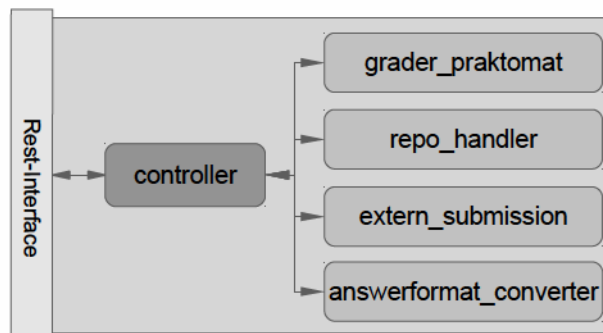 Rest-Interface
controller
grader_praktomat
repo_handler
extern_submission
answerformat_converter